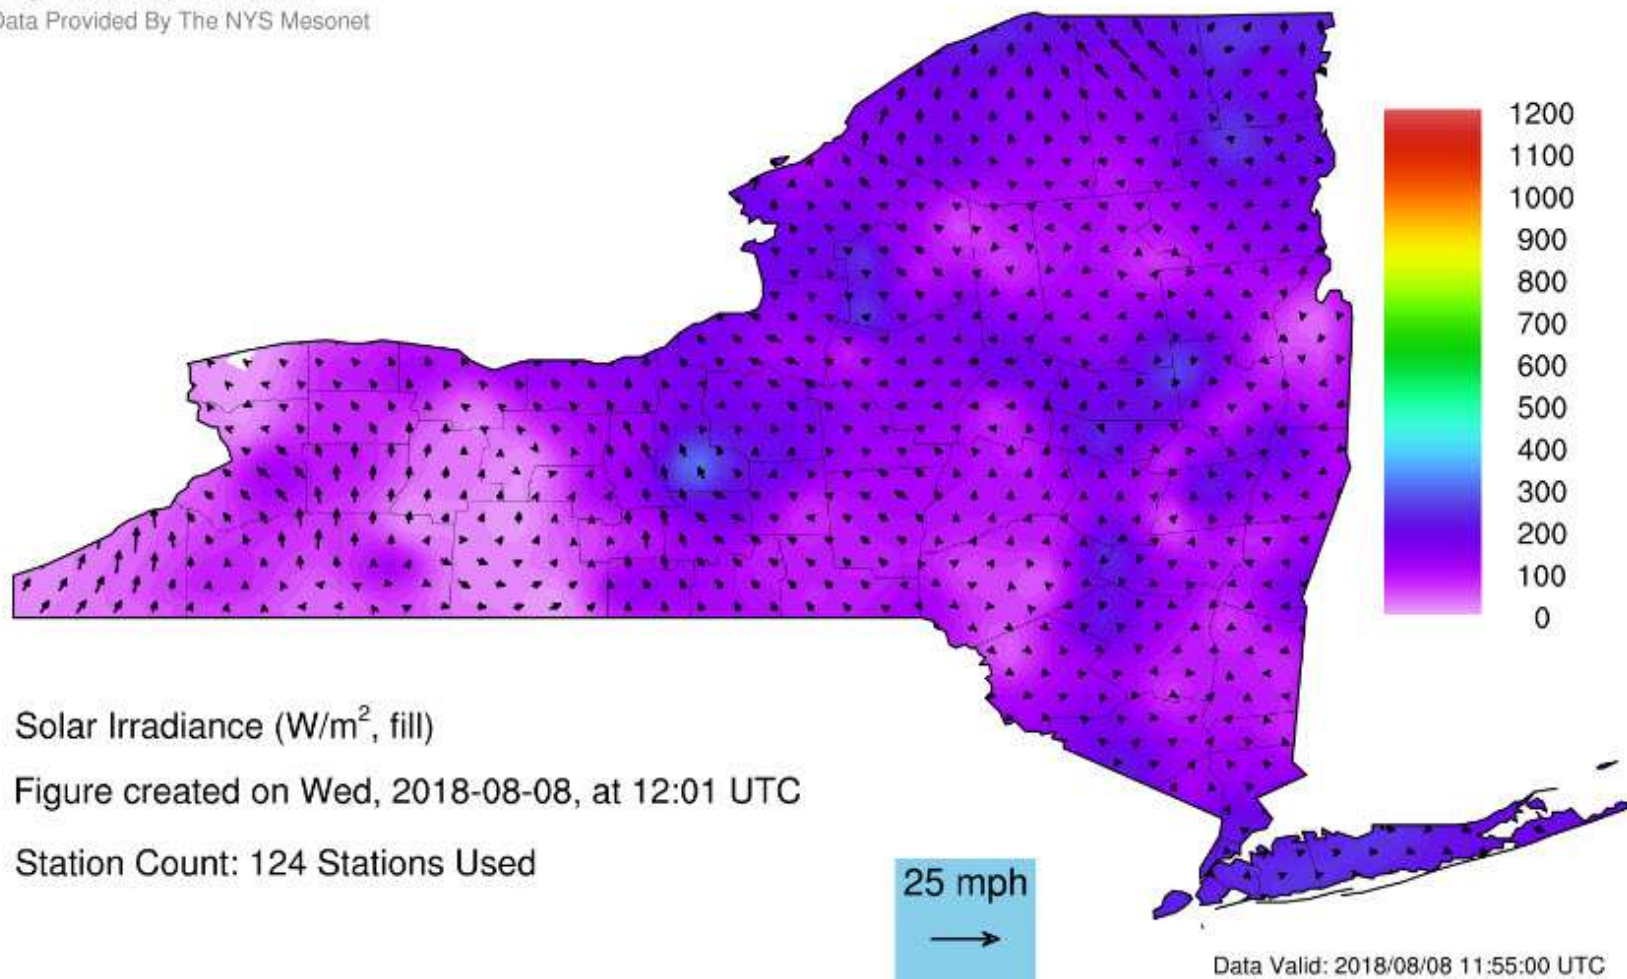 Data Provided By The NYS Mesonet
1200
1100
1000
900
800
700
600
500
400
300
200
100
0
Solar Irradiance (W/m², fill)
Figure created on Wed, 2018-08-08, at 12:01 UTC
Station Count: 124 Stations Used
25 mph
Data Valid: 2018/08/08 11:55:00 UTC